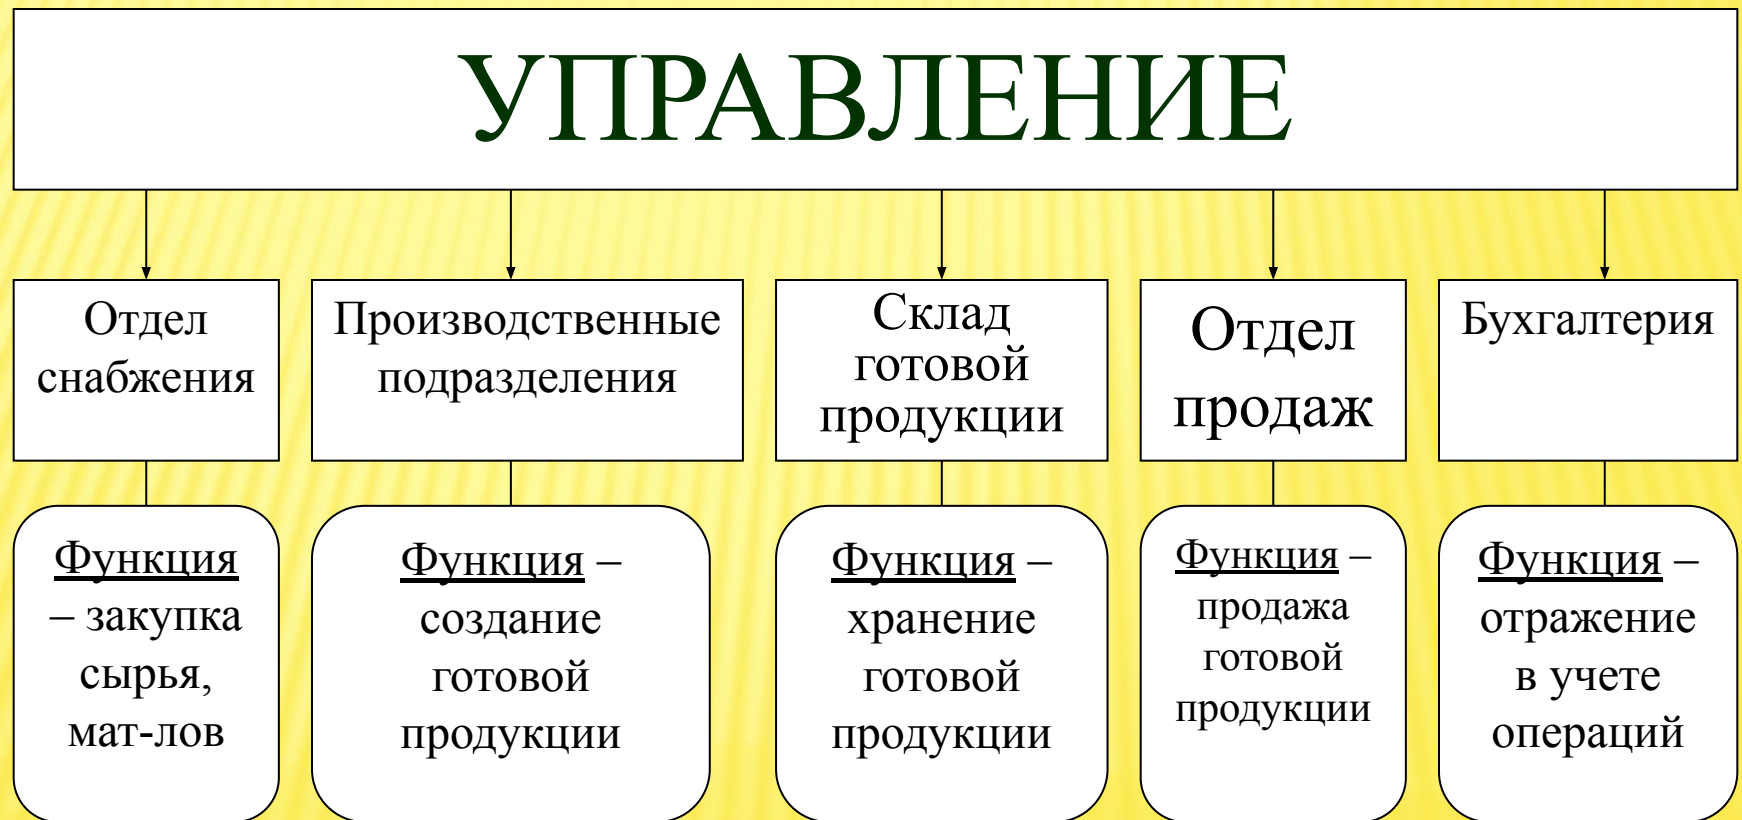 УПРАВЛЕНИЕ
Отдел
снабжения
Производственные
подразделения
Склад
готовой
продукции
Отдел
продаж
Бухгалтерия
Функция
– закупка
сырья,
мат-лов
Функция –
создание
готовой
продукции
Функция –
хранение
готовой
продукции
Функция –
продажа
готовой
продукции
Функция –
отражение
в учете
операций